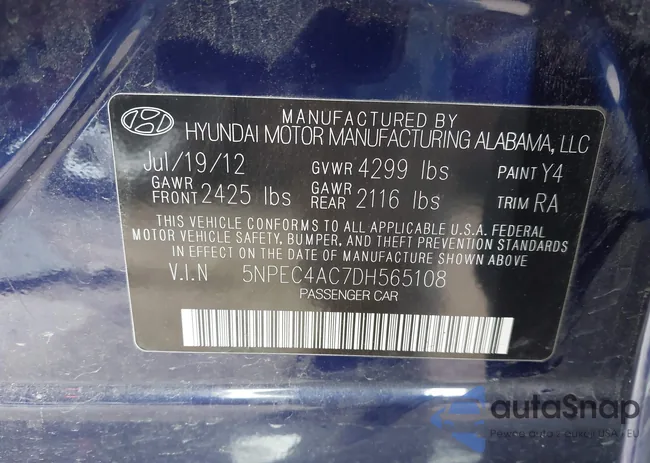 MANUFACTURED BY
HYUNDAI MOTOR MANUFACTURING ALABAMA, LLC
Jul/19/12 GVWR 4299 lbs PAINT Y4
GAWR FRONT 2425 lbs GAWR REAR 2116 lbs TRIM RA
THIS VEHICLE CONFORMS TO ALL APPLICABLE U.S.A. FEDERAL
MOTOR VEHICLE SAFETY, BUMPER, AND THEFT PREVENTION STANDARDS
IN EFFECT ON THE DATE OF MANUFACTURE SHOWN ABOVE.
V.I.N 5NPEC4AC7DH565108
PASSENGER CAR
autoSnap